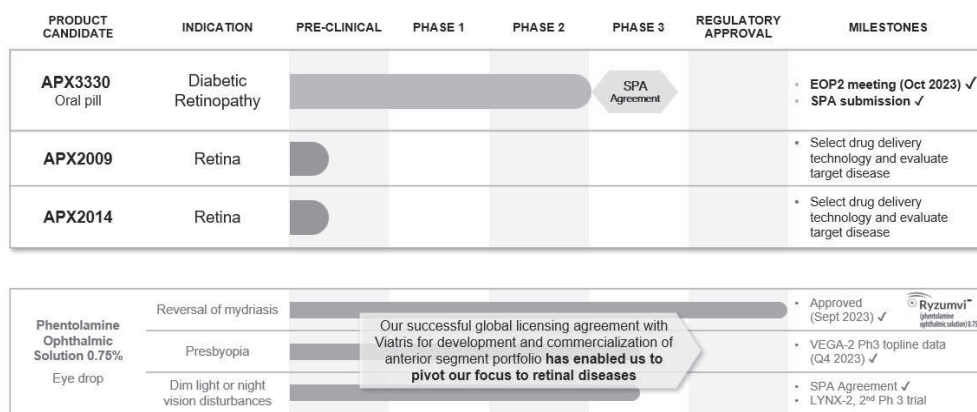 PRODUCT CANDIDATE INDICATION PRE-CLINICAL PHASE 1 PHASE 2 PHASE 3 REGULATORY APPROVAL MILESTONES
APX3330
Oral pill
Diabetic
Retinopathy
SPA
Agreement
• EOP2 meeting (Oct 2023) ✓
• SPA submission ✓
APX2009
Retina
• Select drug delivery
technology and evaluate
target disease
APX2014
Retina
• Select drug delivery
technology and evaluate
target disease
Phentolamine
Ophthalmic
Solution 0.75%
Eye drop
Reversal of mydriasis
• Approved
(Sept 2023) ✓
Ryzumvi
(phentolamine
ophthalmic solution) 0.75
Presbyopia
• VEGA-2 Ph3 topline data
(Q4 2023) ✓
Dim light or night
vision disturbances
• SPA Agreement ✓
• LYNX-2, 2nd Ph 3 trial
Our successful global licensing agreement with
Viatris for development and commercialization of
anterior segment portfolio has enabled us to
pivot our focus to retinal diseases